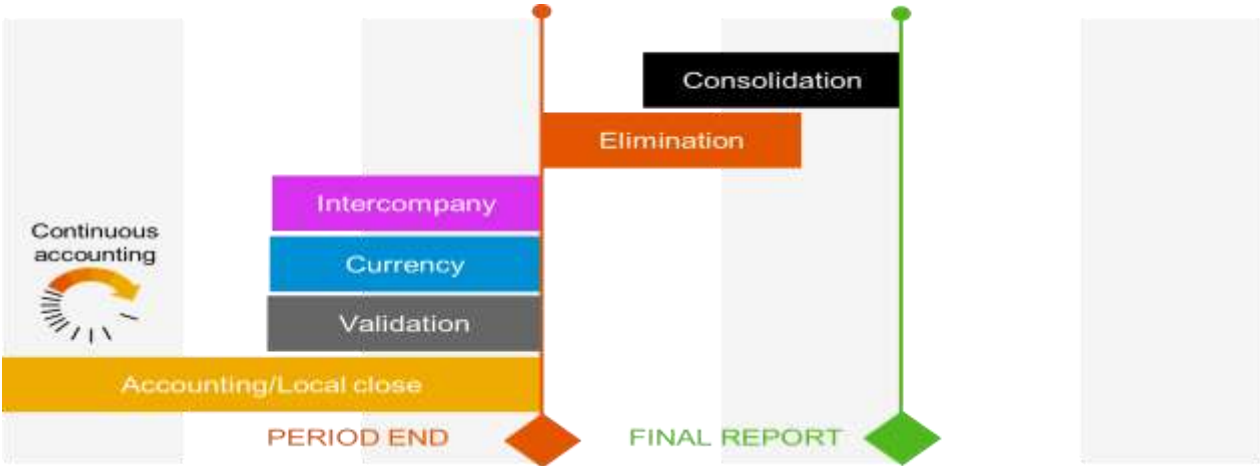 Consolidation
Elimination
Intercompany
Continuous
accounting
Currency
Validation
Accounting/Local close
PERIOD END
FINAL REPORT